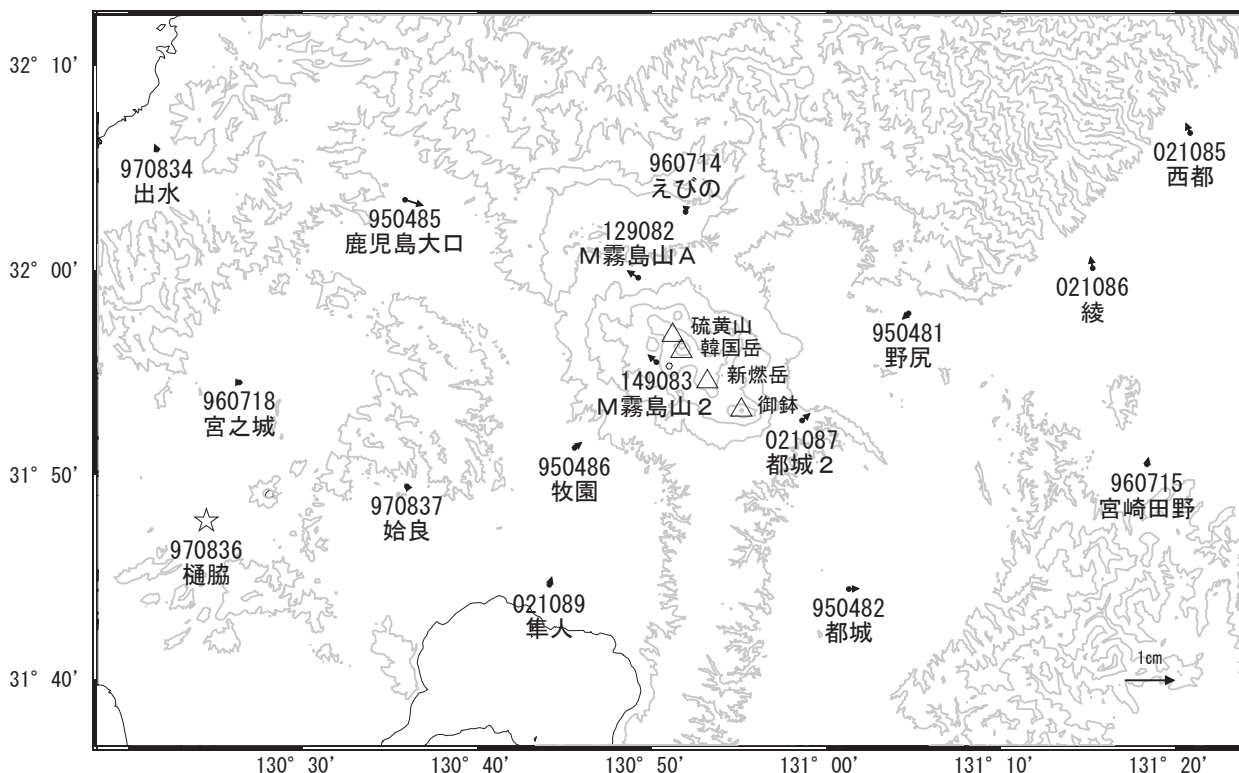 32° 10'
970834
出水
950485
鹿児島大口
960714
えびの
129082
M霧島山A
021085
西都
32° 00'
021086
綾
950481
野尻
硫黄山
韓国岳
新燃岳
御鉢
149083
M霧島山2
960718
宮之城
021087
都城2
31° 50'
950486
牧園
970837
姶良
960715
宮崎田野
970836
樋脇
021089
隼人
950482
都城
1cm
31° 40'
130° 30'
130° 40'
130° 50'
131° 00'
131° 10'
131° 20'